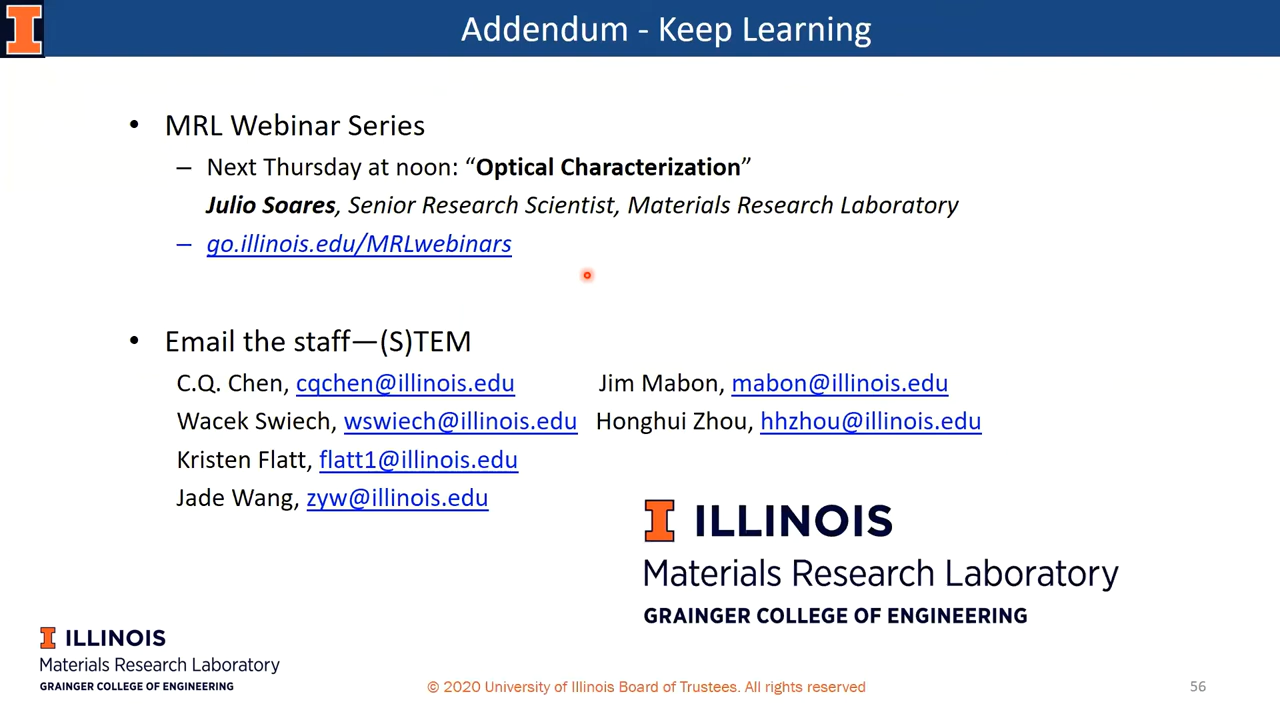 Addendum - Keep Learning
• MRL Webinar Series
– Next Thursday at noon: “Optical Characterization”
Julio Soares, Senior Research Scientist, Materials Research Laboratory
– go.illinois.edu/MRLwebinars
• Email the staff—(S)TEM
C.Q. Chen, cqchen@illinois.edu Jim Mabon, mabon@illinois.edu
Wacek Swiech, wswiech@illinois.edu Honghui Zhou, hhzhou@illinois.edu
Kristen Flatt, flatt1@illinois.edu
Jade Wang, zyw@illinois.edu
I ILLINOIS
Materials Research Laboratory
GRAINGER COLLEGE OF ENGINEERING
I ILLINOIS
Materials Research Laboratory
GRAINGER COLLEGE OF ENGINEERING
© 2020 University of Illinois Board of Trustees. All rights reserved
56